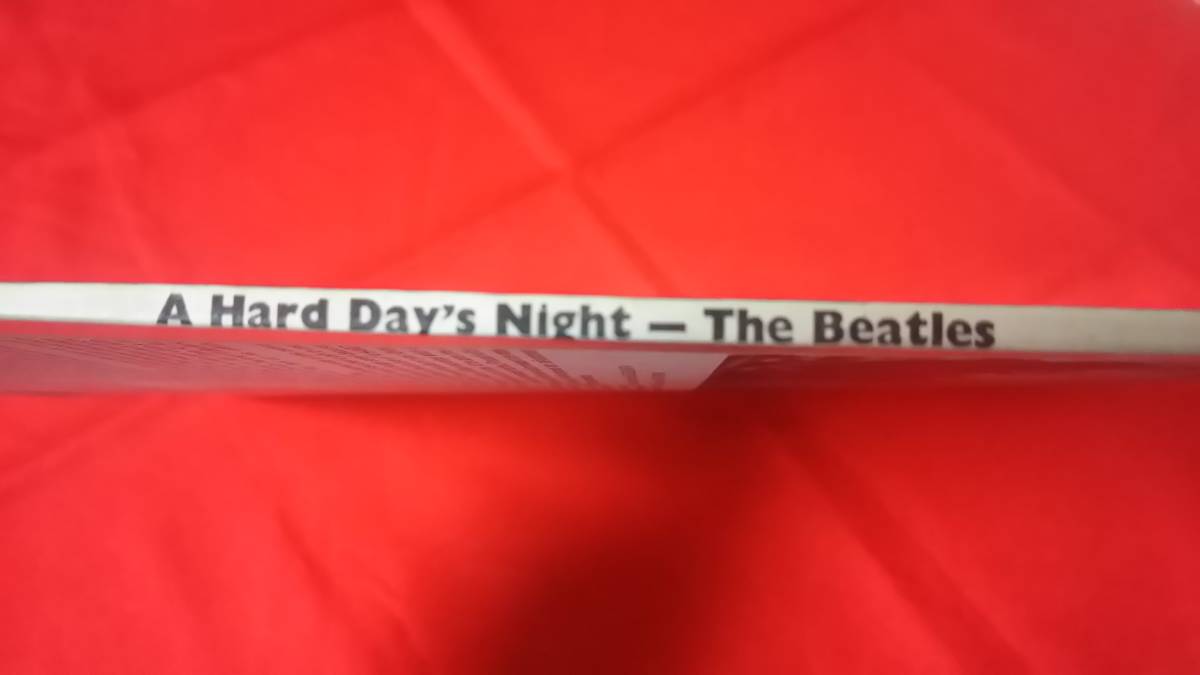 A Hard Day's Night — The Beatles